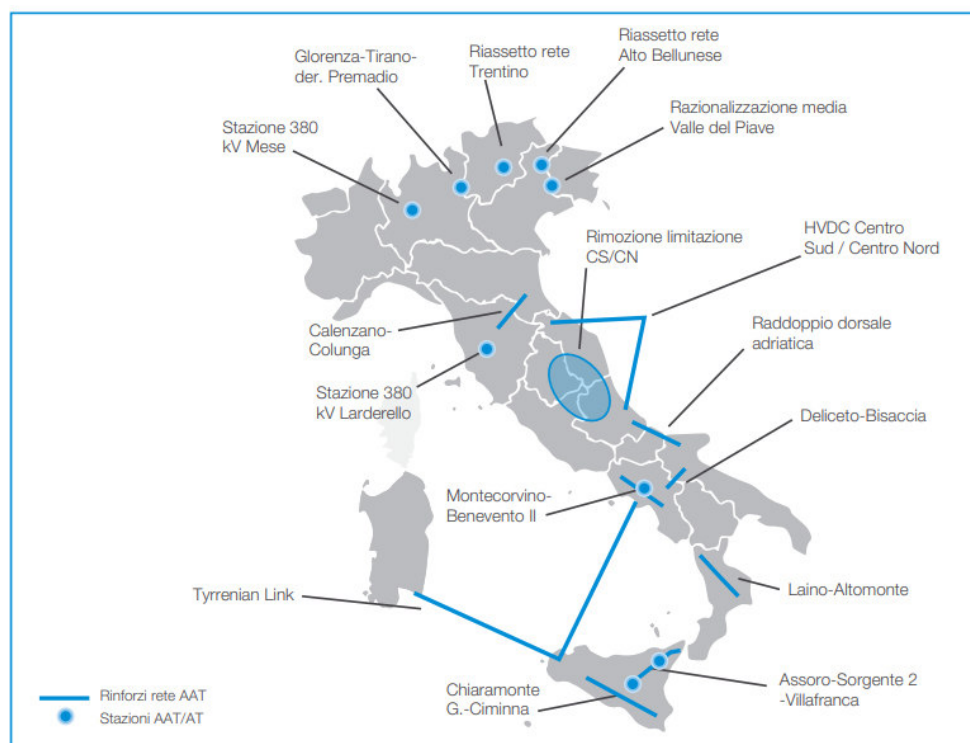 Glorenza-Tirano-
der. Premadio
Riassetto rete
Trentino
Riassetto rete
Alto Bellunese
Stazione 380
kV Mese
Razionalizzazione media
Valle del Piave
Rimozione limitazione
CS/CN
HVDC Centro
Sud / Centro Nord
Calenzano-
Colunga
Raddoppio dorsale
adriatica
Stazione 380
kV Larderello
Deliceto-Bisaccia
Montecorvino-
Benevento II
Tyrrenian Link
Laino-Altomonte
Chiaramonte
G.-Ciminna
Assoro-Sorgente 2
-Villafranca
Rinforzi rete AAT
Stazioni AAT/AT